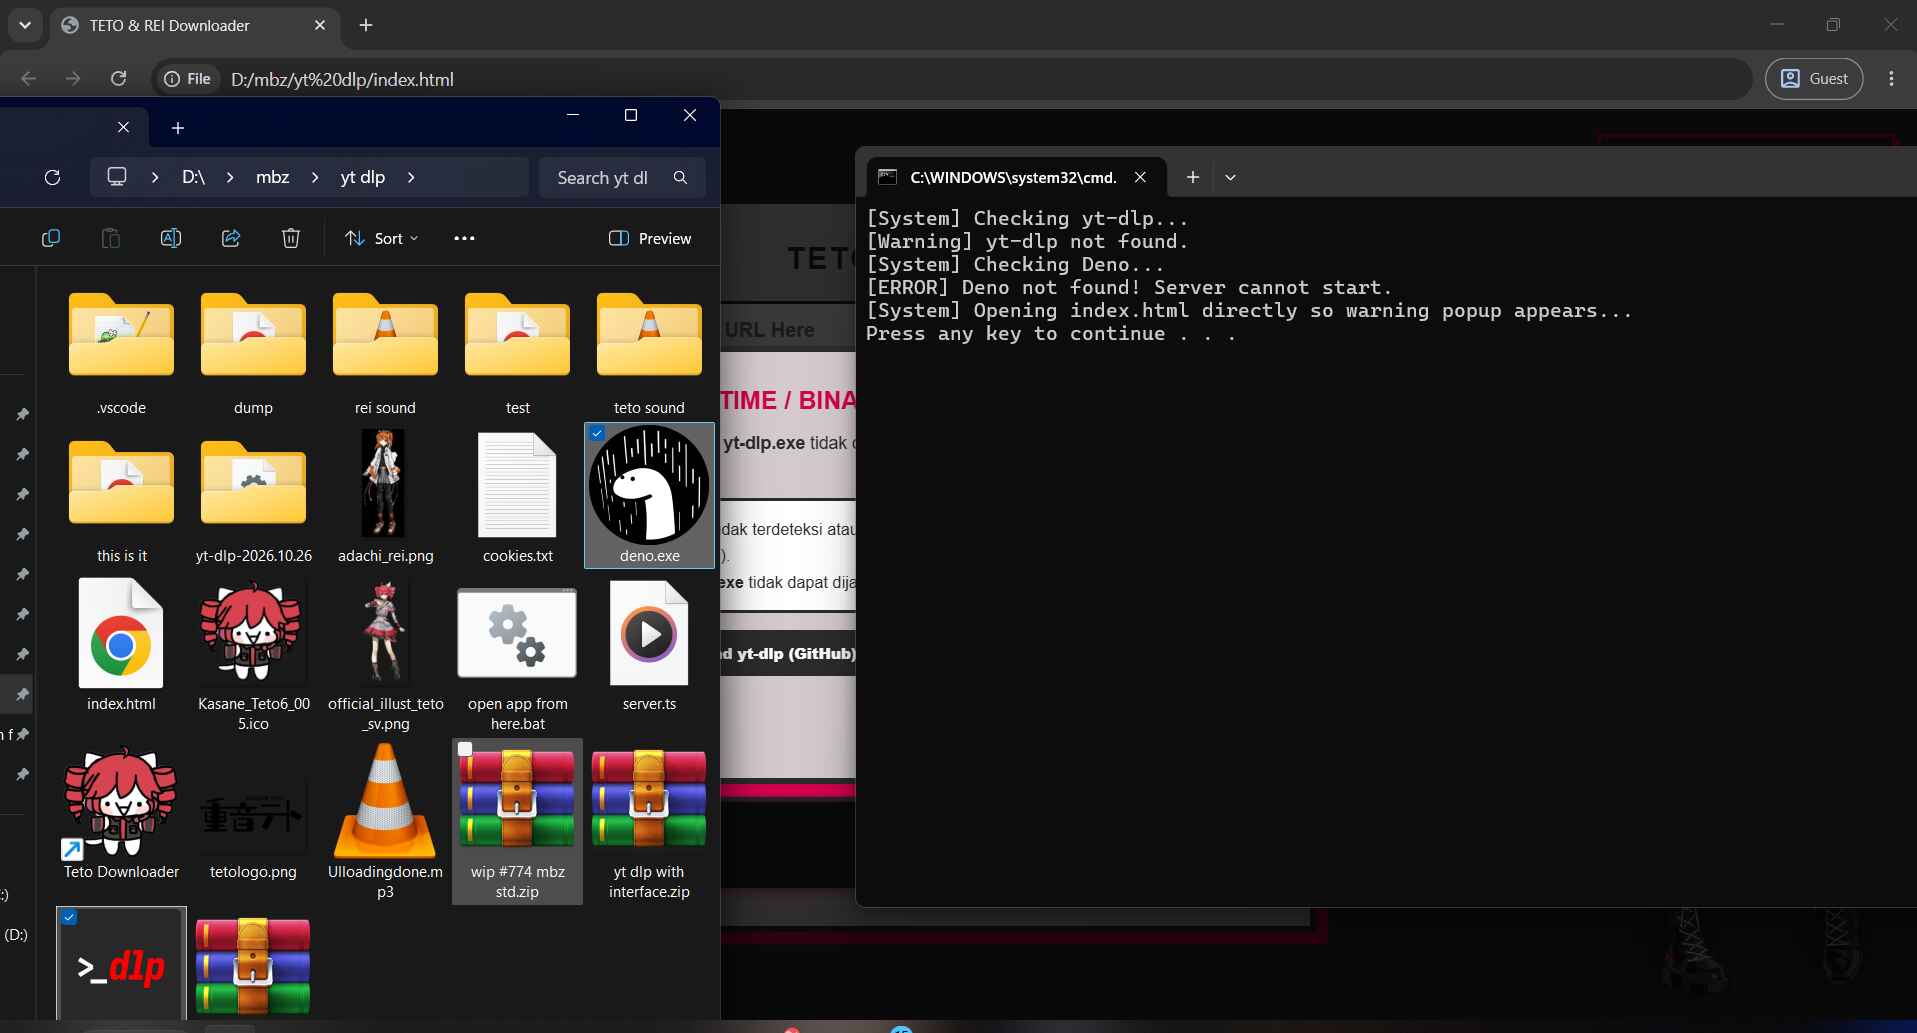 TETO & REI Downloader
File
D:/mbz/yt%20dlp/index.html
Guest
D:\
mbz
yt dlp
Search yt dl
Sort
Preview
.vscode
dump
rei sound
test
teto sound
this is it
yt-dlp-2026.10.26
adachi_rei.png
cookies.txt
deno.exe
index.html
Kasane_Teto6_00
5.ico
official_illust_teto
_sv.png
open app from
here.bat
server.ts
Teto Downloader
重音テト
tetologo.png
Ulloadingdone.m
p3
wip #774 mbz
std.zip
yt dlp with
interface.zip
>_dlp
:)
(D:)
TETO
URL Here
TIME / BINA
yt-dlp.exe tidak
dak terdeteksi atau
).
exe tidak dapat dija
d yt-dlp (GitHub)
C:\WINDOWS\system32\cmd.
[System] Checking yt-dlp...
[Warning] yt-dlp not found.
[System] Checking Deno...
[ERROR] Deno not found! Server cannot start.
[System] Opening index.html directly so warning popup appears...
Press any key to continue . . .